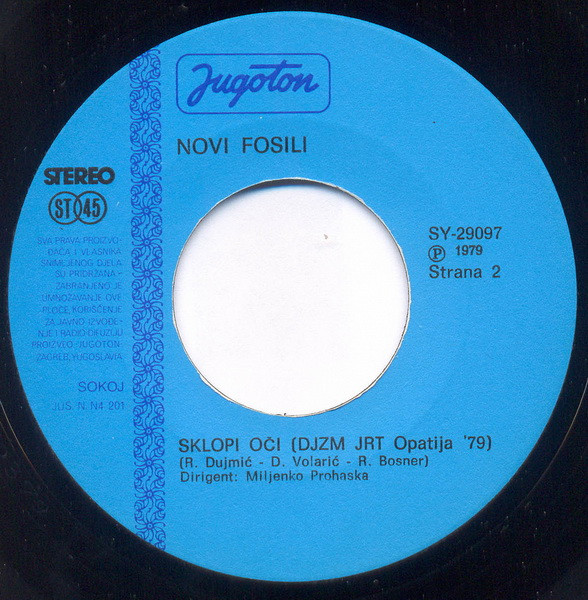 Jugoton
NOVI FOSILI
STEREO
ST 45
SVA PRAVA PROIZVO-
ĐAČA I VLASNIKA
SNIMLJENOG DJELA
SU PRIDRŽANA -
ZABRANJENO JE
UMNOŽAVANJE OVE
PLOČE, KORIŠĆENJE
ZA JAVNO IZVOĐE-
NJE I RADIO-DIFUZIJU
PROIZVEO "JUGOTON"
ZAGREB, YUGOSLAVIA
SOKOJ
JUS. N. N4 201
SY-29097
Ⓟ 1979
Strana 2
SKLOPI OČI (DJZM JRT Opatija '79)
(R. Dujmić - D. Volarić - R. Bosner)
Dirigent: Miljenko Prohaska